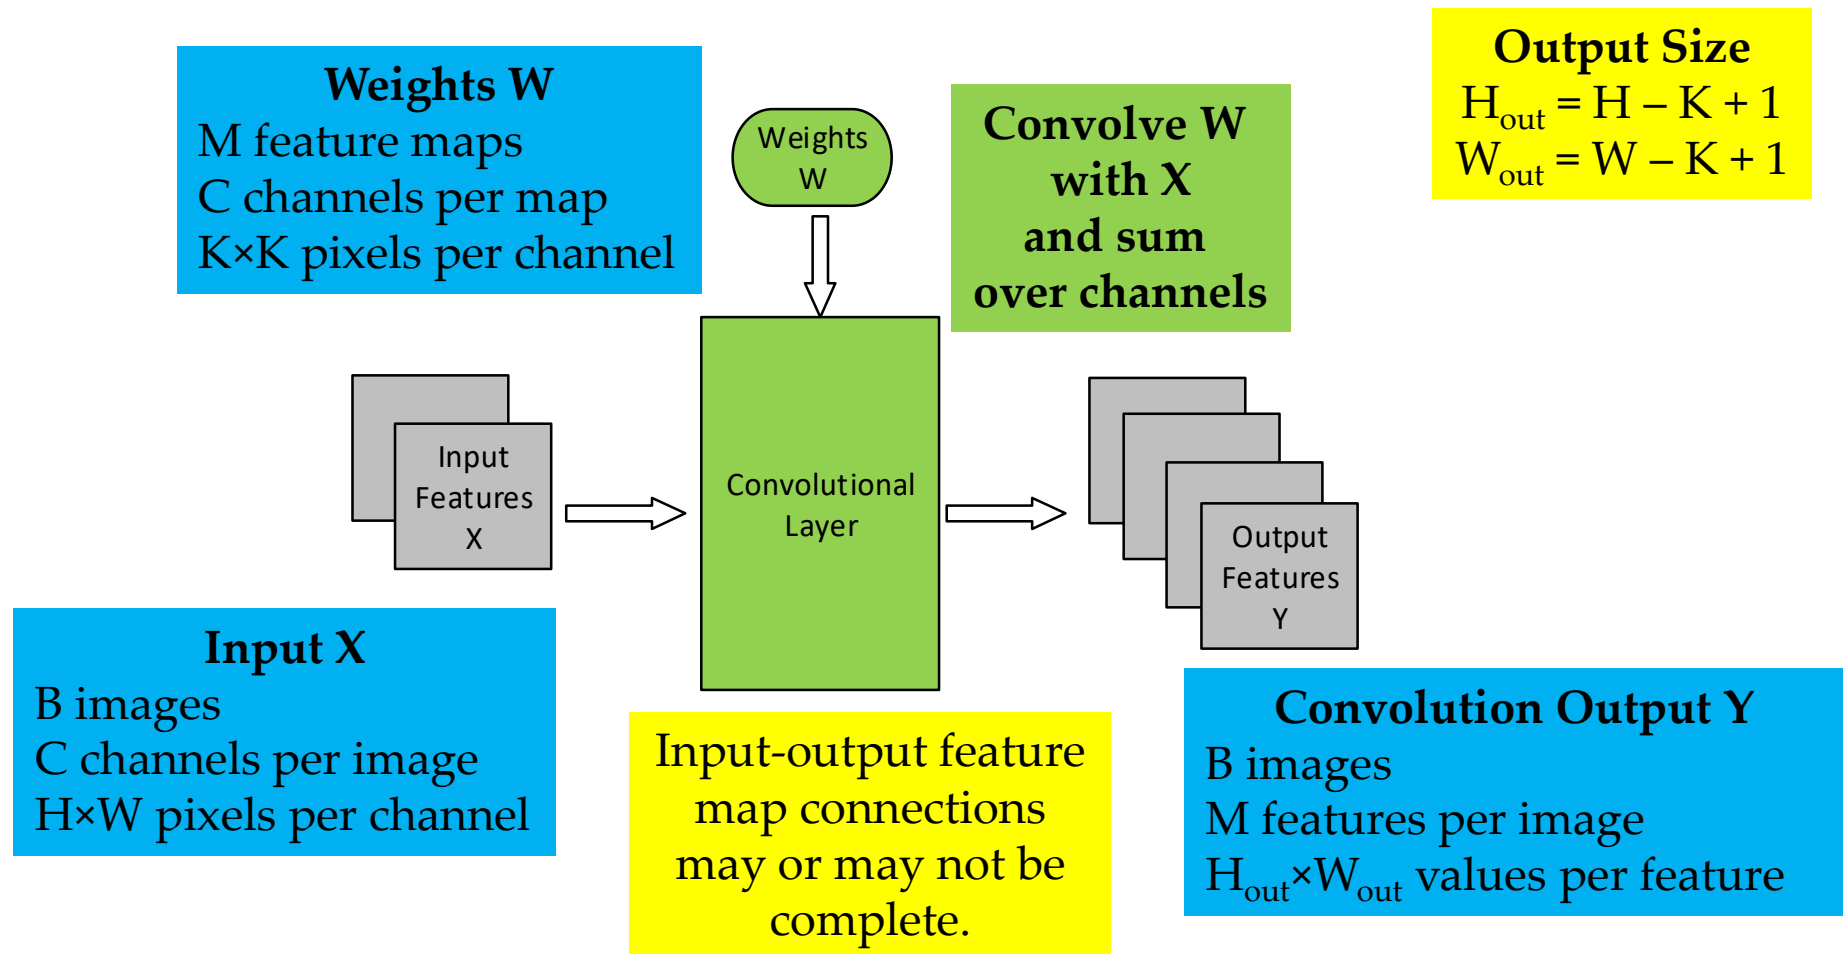 Weights W
M feature maps
C channels per map
K×K pixels per channel
Weights
W
Convolve W
with X
and sum
over channels
Output Size
Hout = H – K + 1
Wout = W – K + 1
Input
Features
X
Convolutional
Layer
Output
Features
Y
Input X
B images
C channels per image
H×W pixels per channel
Input-output feature
map connections
may or may not be
complete.
Convolution Output Y
B images
M features per image
Hout×Wout values per feature